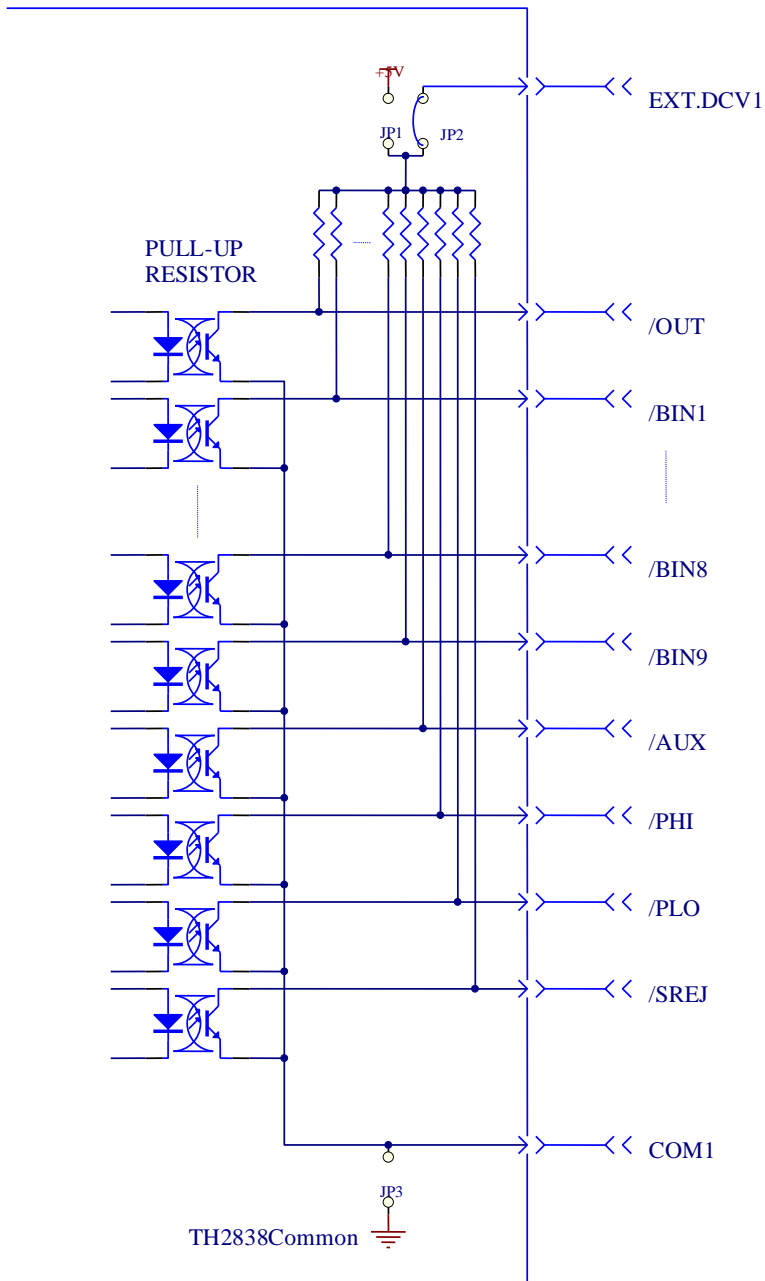 +5V
EXT.DCV1
JP1
JP2
PULL-UP
RESISTOR
/OUT
/BIN1
/BIN8
/BIN9
/AUX
/PHI
/PLO
/SREJ
COM1
JP3
TH2838Common